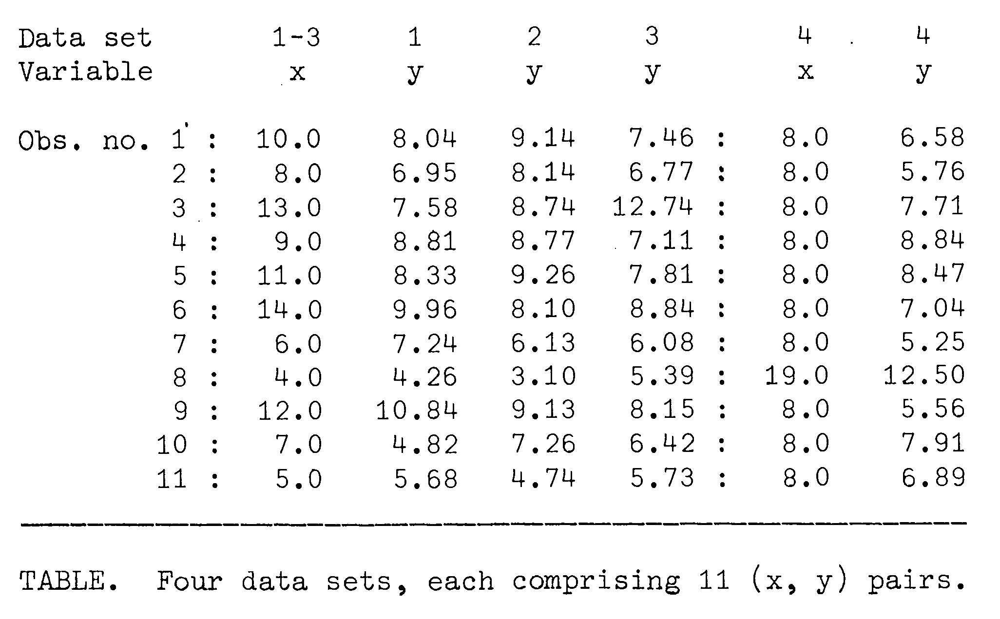 Data set 1-3 1 2 3 4 4
Variable x y y y x y
Obs. no. 1 : 10.0 8.04 9.14 7.46 : 8.0 6.58
2 : 8.0 6.95 8.14 6.77 : 8.0 5.76
3 : 13.0 7.58 8.74 12.74 : 8.0 7.71
4 : 9.0 8.81 8.77 7.11 : 8.0 8.84
5 : 11.0 8.33 9.26 7.81 : 8.0 8.47
6 : 14.0 9.96 8.10 8.84 : 8.0 7.04
7 : 6.0 7.24 6.13 6.08 : 8.0 5.25
8 : 4.0 4.26 3.10 5.39 : 19.0 12.50
9 : 12.0 10.84 9.13 8.15 : 8.0 5.56
10 : 7.0 4.82 7.26 6.42 : 8.0 7.91
11 : 5.0 5.68 4.74 5.73 : 8.0 6.89
TABLE. Four data sets, each comprising 11 (x, y) pairs.